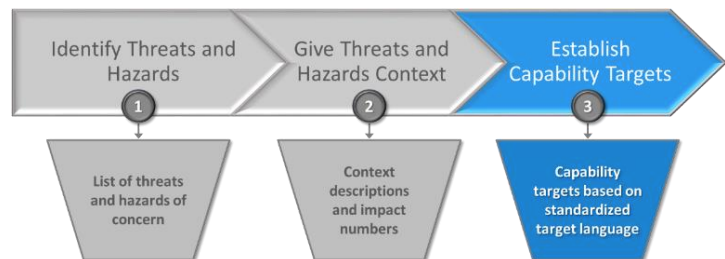 Identify Threats and
Hazards
Give Threats and
Hazards Context
Establish
Capability Targets
1
2
3
List of threats
and hazards of
concern
Context
descriptions
and impact
numbers
Capability
targets based on
standardized
target language